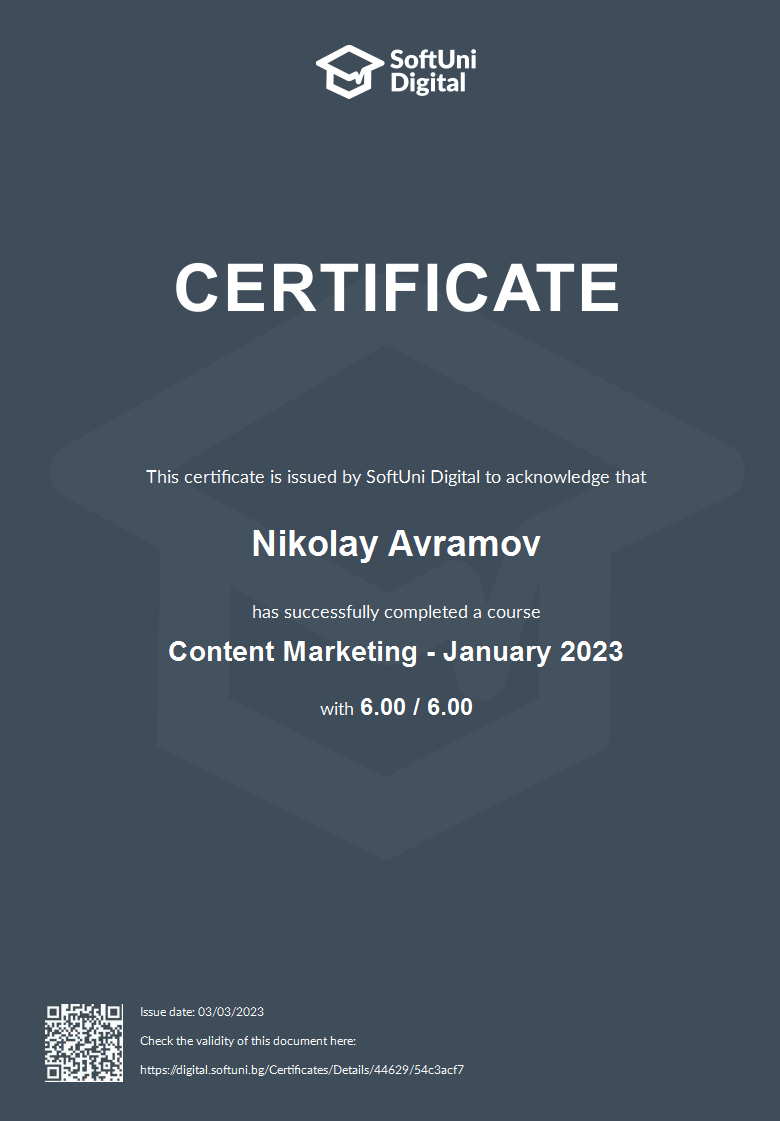 SoftUni
Digital
CERTIFICATE
This certificate is issued by SoftUni Digital to acknowledge that
Nikolay Avramov
has successfully completed a course
Content Marketing - January 2023
with 6.00 / 6.00
Issue date: 03/03/2023
Check the validity of this document here:
https://digital.softuni.bg/Certificates/Details/44629/54c3acf7